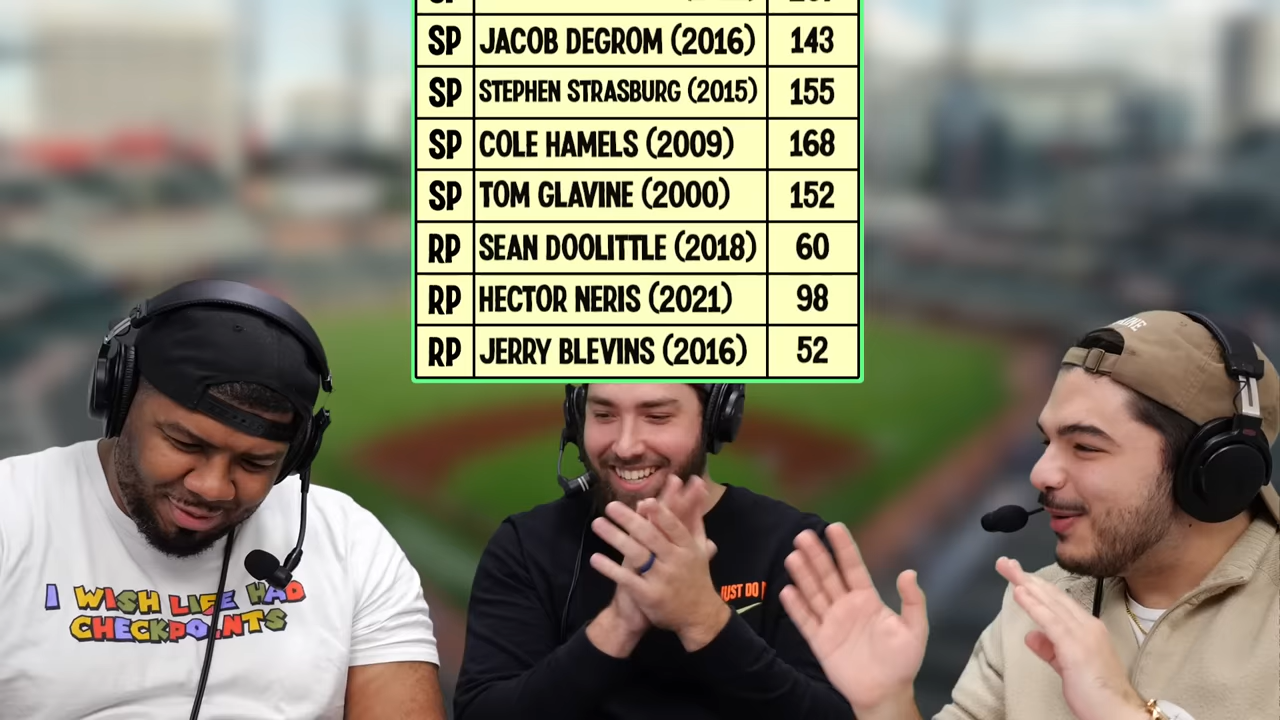 SP JACOB DEGROM (2016) 143
SP STEPHEN STRASBURG (2015) 155
SP COLE HAMELS (2009) 168
SP TOM GLAVINE (2000) 152
RP SEAN DOOLITTLE (2018) 60
RP HECTOR NERIS (2021) 98
RP JERRY BLEVINS (2016) 52
I WISH LIFE HAD
CHECKPOINTS
JUST DO